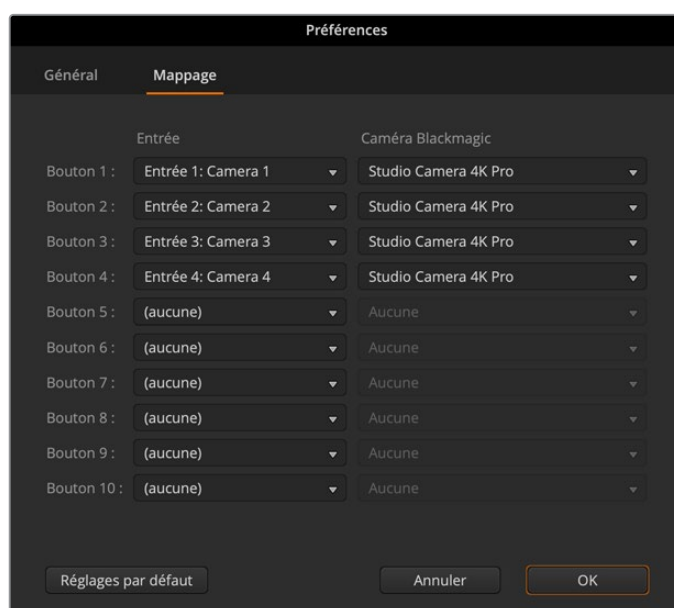 Préférences
Général Mappage
Entrée Caméra Blackmagic
Bouton 1 : Entrée 1: Camera 1 Studio Camera 4K Pro
Bouton 2 : Entrée 2: Camera 2 Studio Camera 4K Pro
Bouton 3 : Entrée 3: Camera 3 Studio Camera 4K Pro
Bouton 4 : Entrée 4: Camera 4 Studio Camera 4K Pro
Bouton 5 : (aucune) Aucune
Bouton 6 : (aucune) Aucune
Bouton 7 : (aucune) Aucune
Bouton 8 : (aucune) Aucune
Bouton 9 : (aucune) Aucune
Bouton 10 : (aucune) Aucune
Réglages par défaut Annuler OK